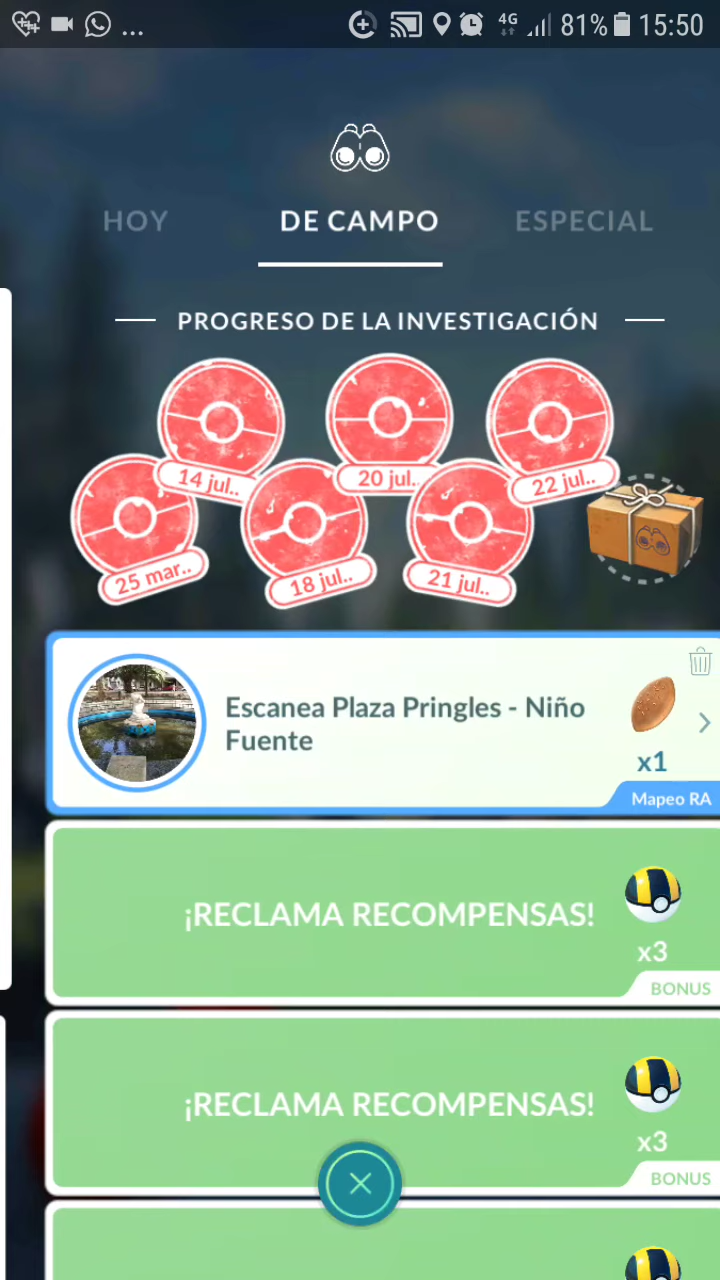 ... 4G 81% 15:50
HOY DE CAMPO ESPECIAL
PROGRESO DE LA INVESTIGACIÓN
14 jul.. 20 jul.. 22 jul..
25 mar.. 18 jul.. 21 jul..
Escanea Plaza Pringles - Niño
Fuente
x1
Mapeo RA
¡RECLAMA RECOMPENSAS!
x3
BONUS
¡RECLAMA RECOMPENSAS!
x3
BONUS